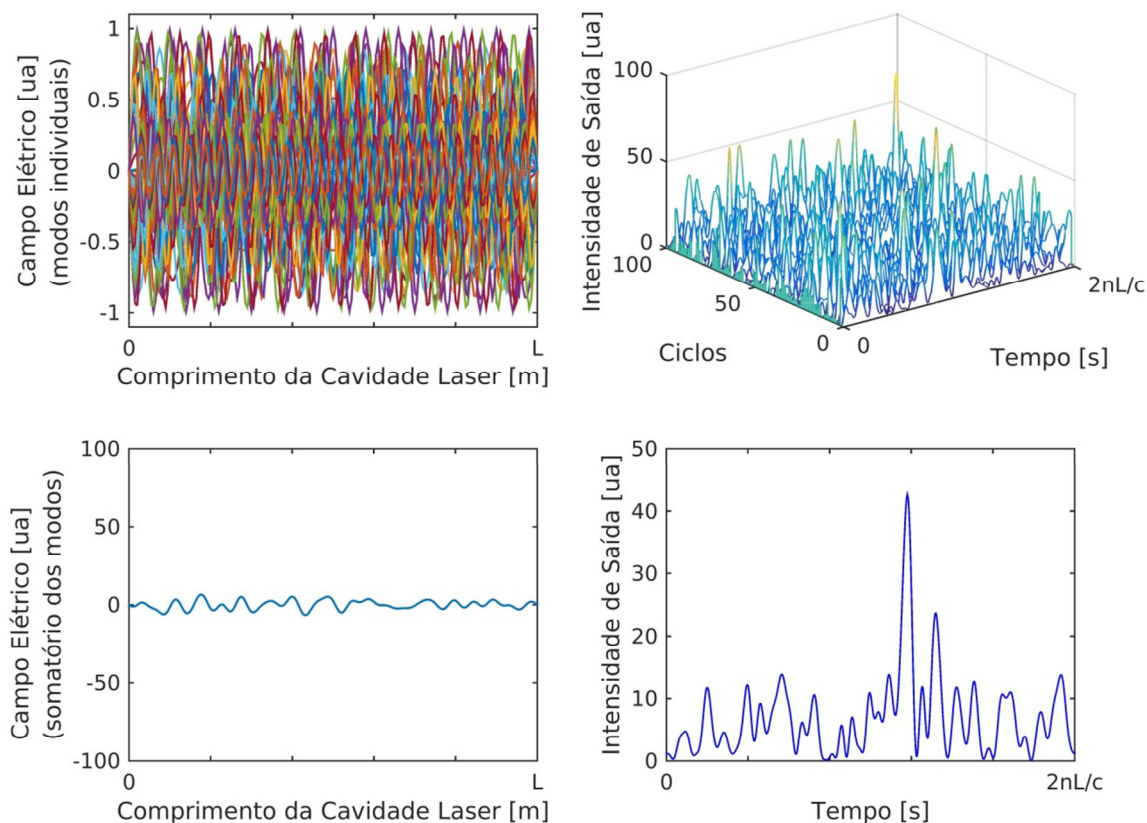 Campo Elétrico [ua]
(modos individuais)
1
0.5
0
-0.5
-1
0
L
Comprimento da Cavidade Laser [m]
Intensidade de Saída [ua]
100
50
0
100
50
0
Ciclos
0
2nL/c
Tempo [s]
Campo Elétrico [ua]
(somatório dos modos)
100
50
0
-50
-100
0
L
Comprimento da Cavidade Laser [m]
Intensidade de Saída [ua]
50
40
30
20
10
0
0
2nL/c
Tempo [s]